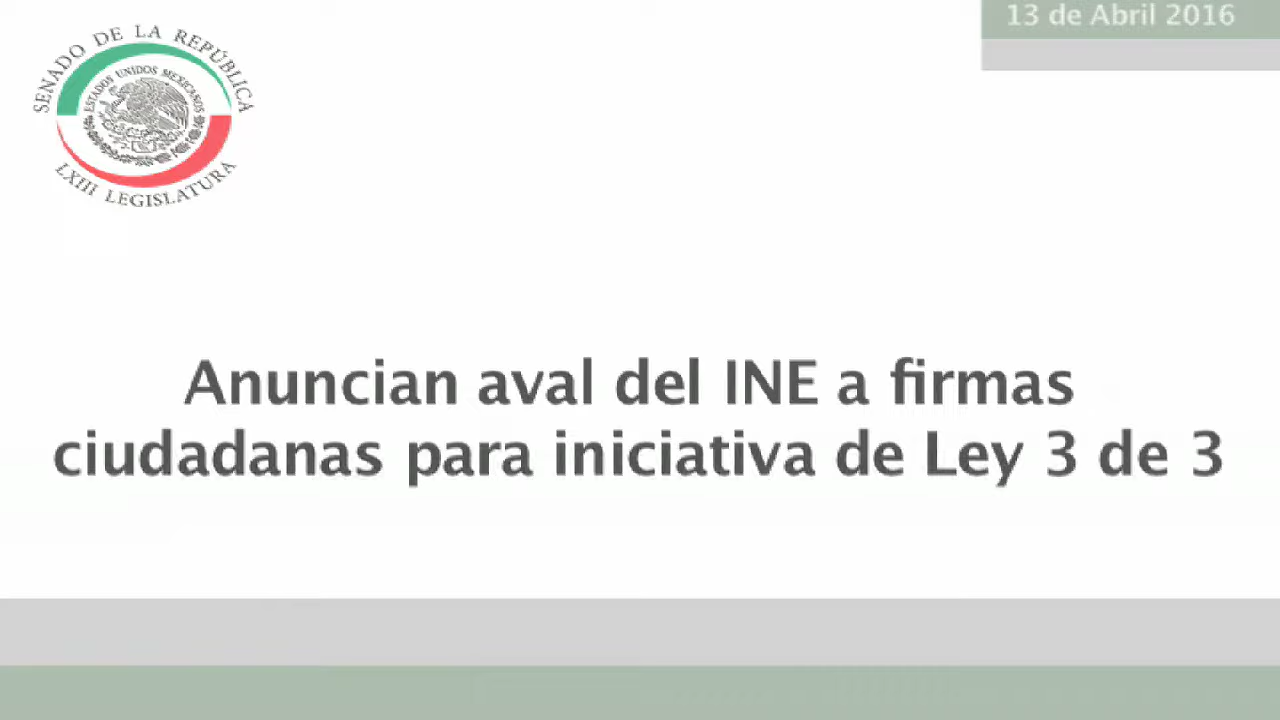 13 de Abril 2016
SENADO DE LA REPÚBLICA
ESTADOS UNIDOS MEXICANOS
LXIII LEGISLATURA
Anuncian aval del INE a firmas
ciudadanas para iniciativa de Ley 3 de 3